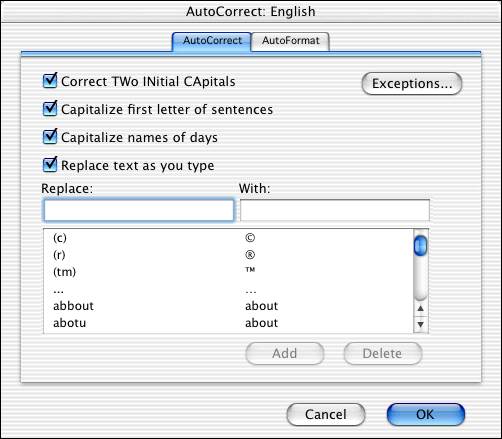 AutoCorrect: English
AutoCorrect AutoFormat
Correct TWo INitial CApitals Exceptions...
Capitalize first letter of sentences
Capitalize names of days
Replace text as you type
Replace: With:
(c) ©
(r) ®
(tm) ™
... …
abbout about
abotu about
Add Delete
Cancel OK